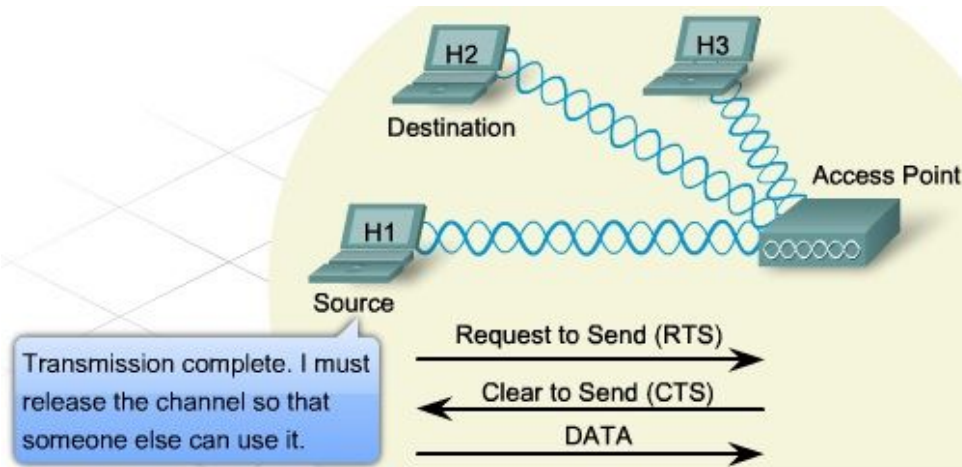 H2
H3
Destination
Access Point
H1
Source
Transmission complete. I must
release the channel so that
someone else can use it.
Request to Send (RTS)
Clear to Send (CTS)
DATA